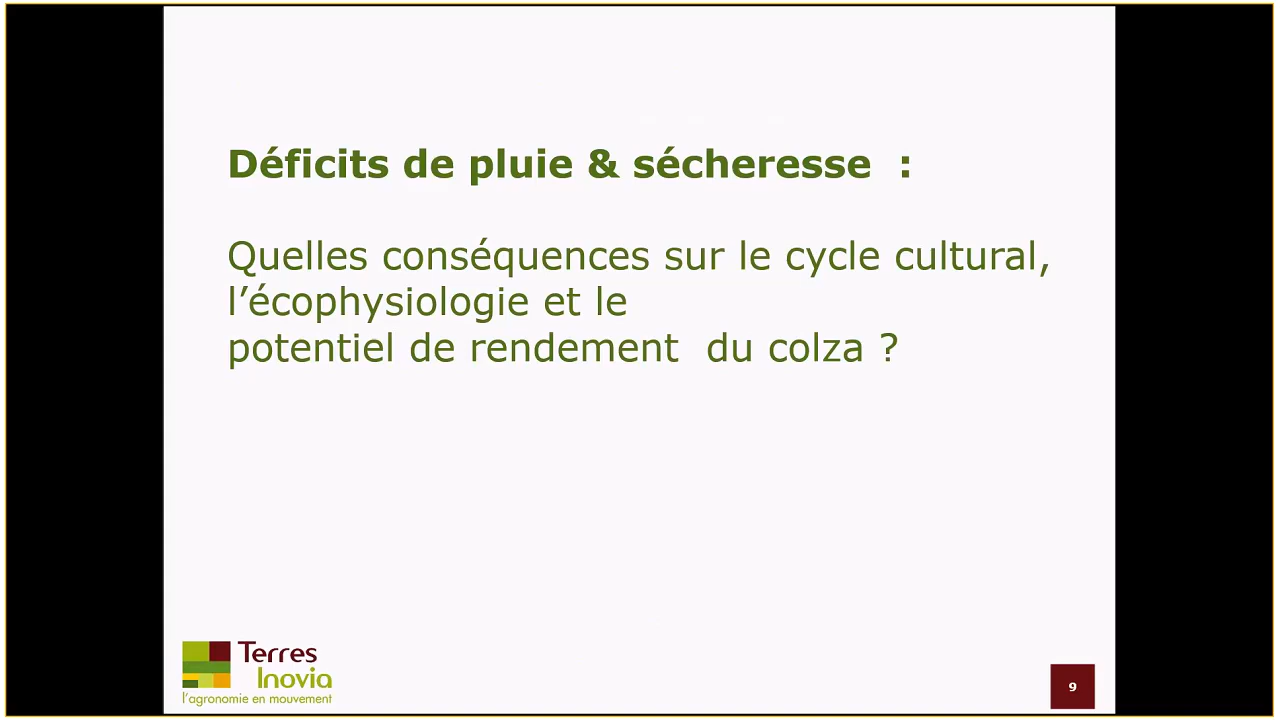 Déficits de pluie & sécheresse :
Quelles conséquences sur le cycle cultural,
l’écophysiologie et le
potentiel de rendement du colza ?
Terres
Inovia
l’agronomie en mouvement
9